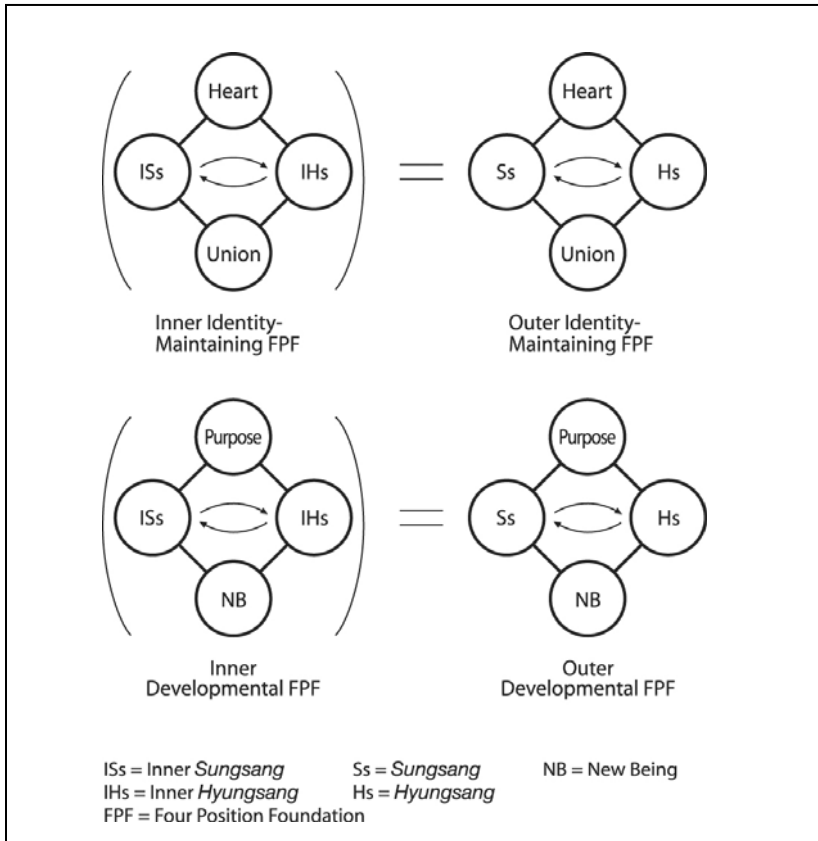 Heart
Heart
ISs
IHs
=
Ss
Hs
Union
Union
Inner Identity-
Maintaining FPF
Outer Identity-
Maintaining FPF
Purpose
Purpose
ISs
IHs
=
Ss
Hs
NB
NB
Inner
Developmental FPF
Outer
Developmental FPF
ISs = Inner Sungsang
Ss = Sungsang
NB = New Being
IHs = Inner Hyungsang
Hs = Hyungsang
FPF = Four Position Foundation